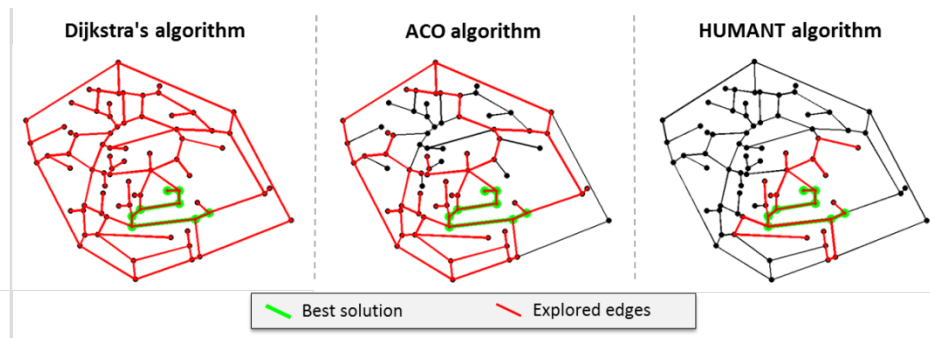 Dijkstra's algorithm
ACO algorithm
HUMANT algorithm
Best solution
Explored edges